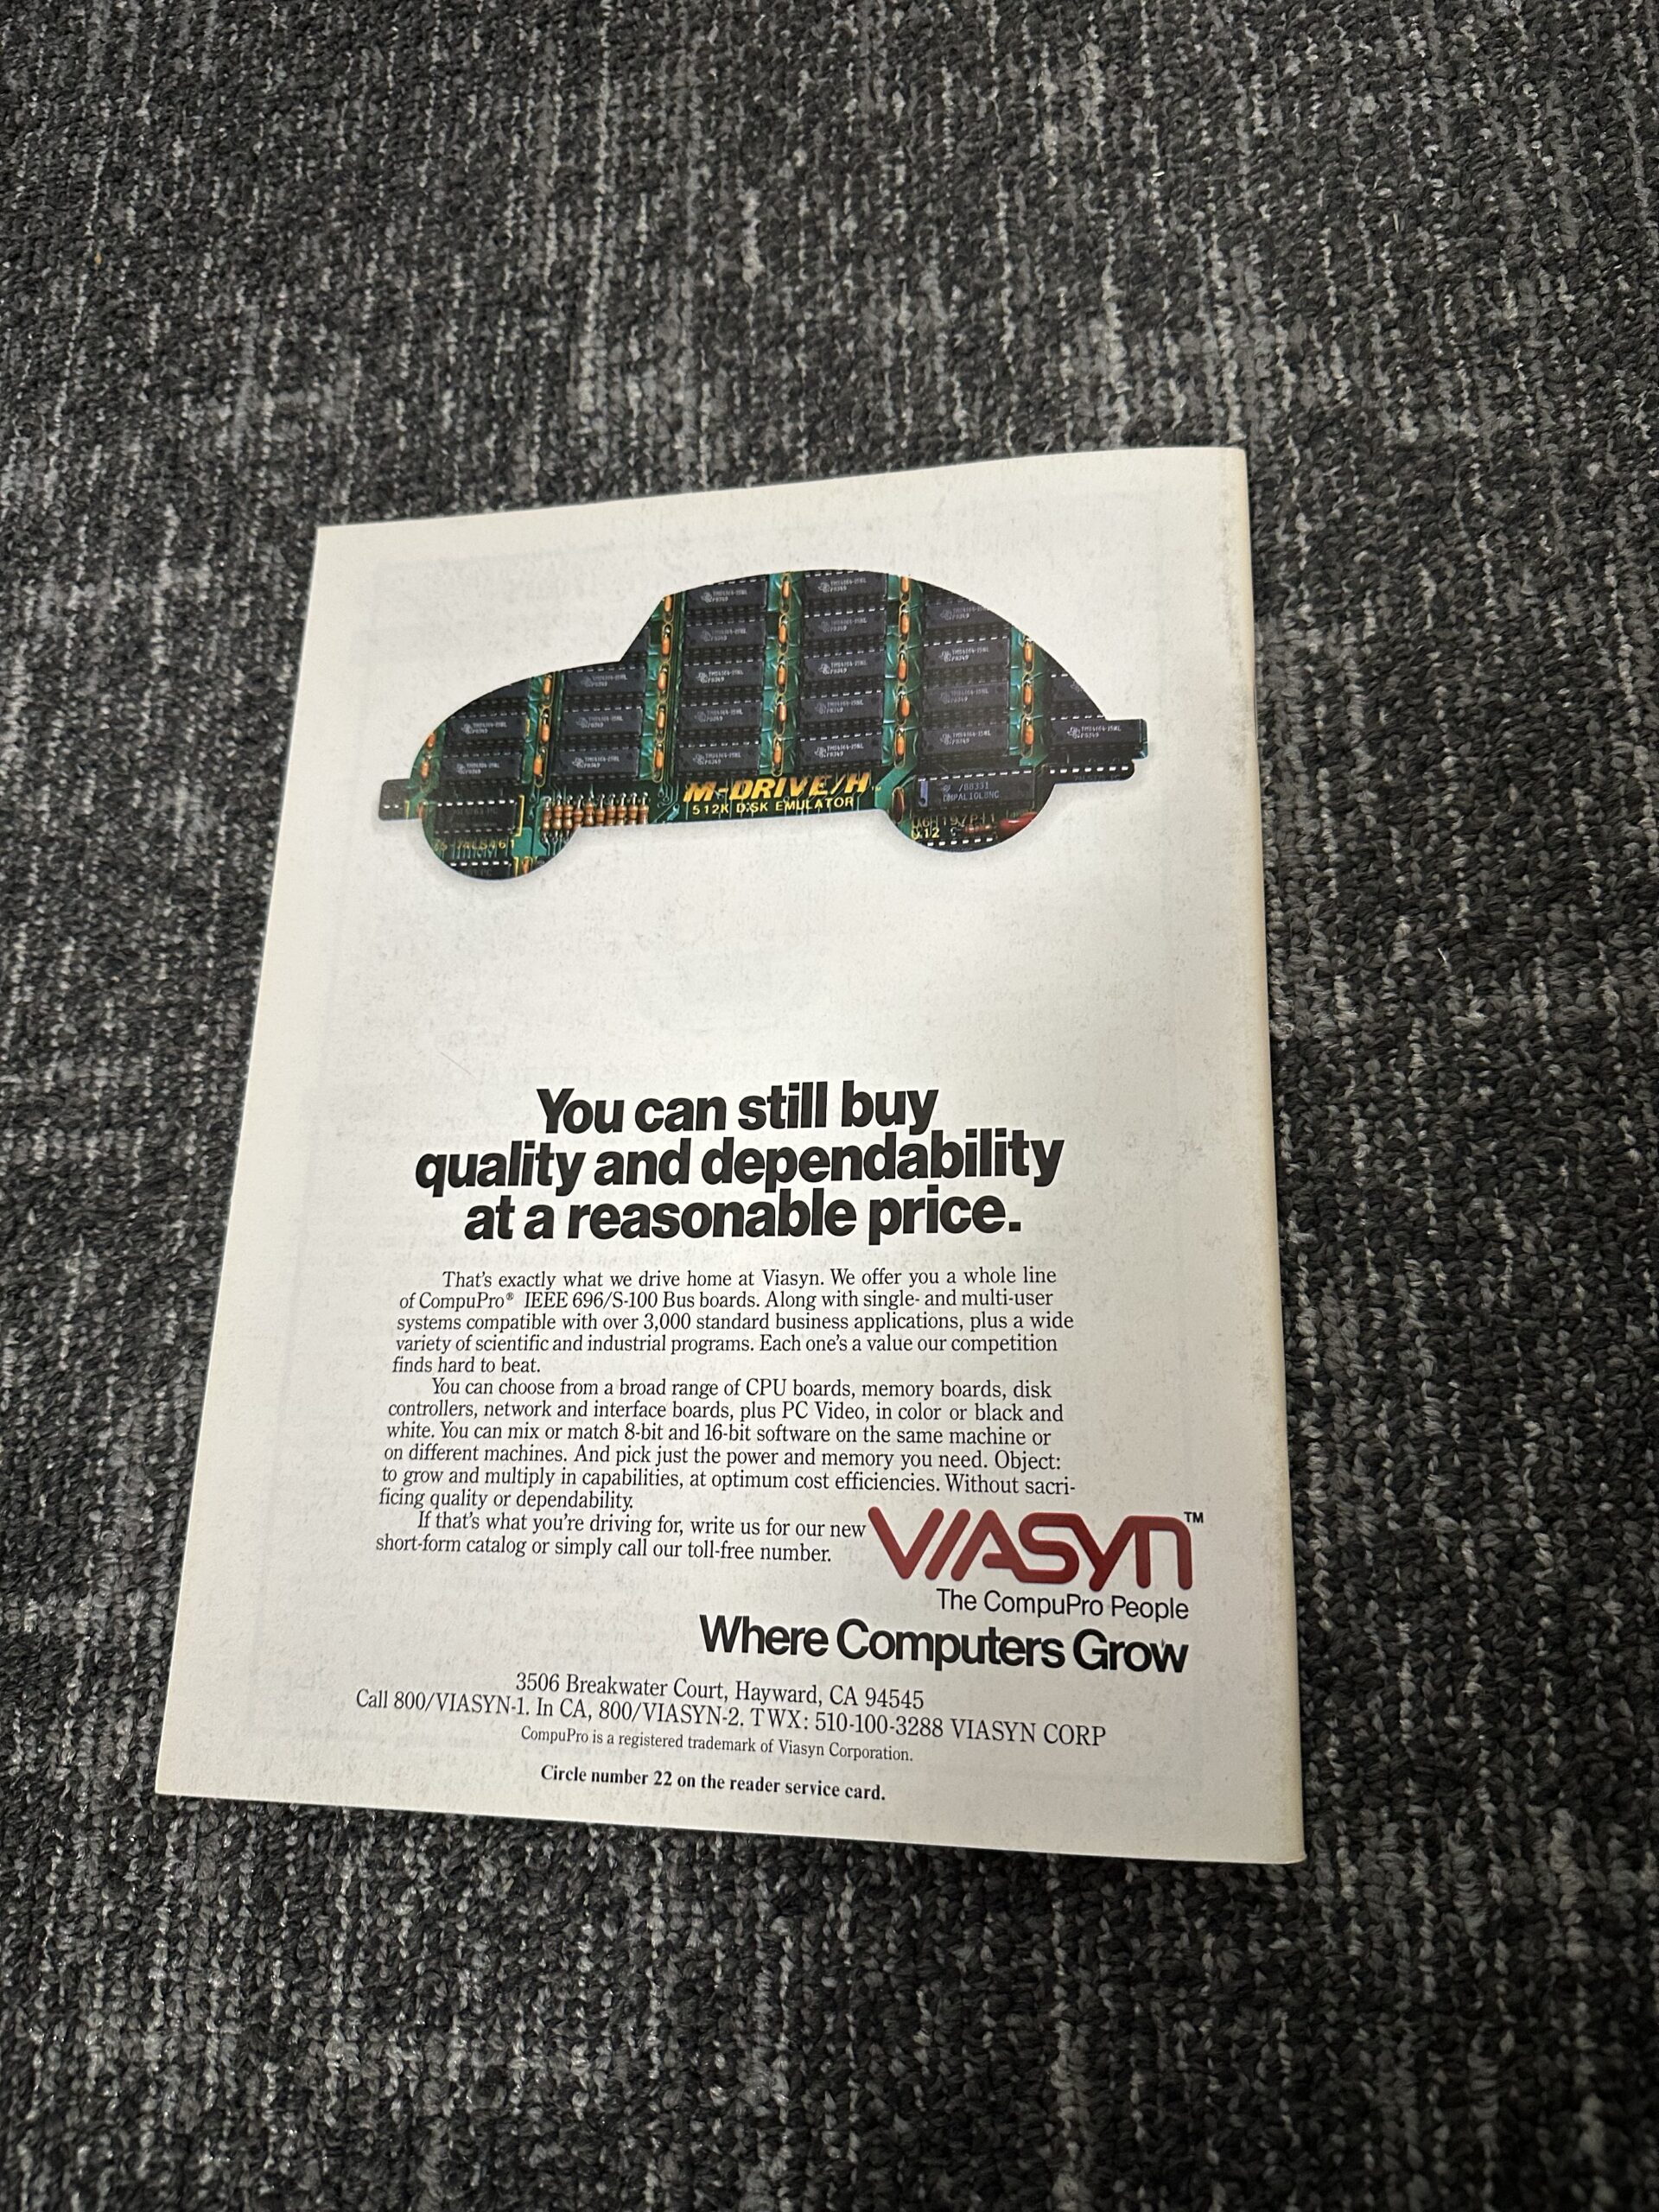 M-DRIVE/H
512K DISK EMULATOR
You can still buy
quality and dependability
at a reasonable price.
That's exactly what we drive home at Viasyn. We offer you a whole line
of CompuPro® IEEE 696/S-100 Bus boards. Along with single- and multi-user
systems compatible with over 3,000 standard business applications, plus a wide
variety of scientific and industrial programs. Each one's a value our competition
finds hard to beat.
You can choose from a broad range of CPU boards, memory boards, disk
controllers, network and interface boards, plus PC Video, in color or black and
white. You can mix or match 8-bit and 16-bit software on the same machine or
on different machines. And pick just the power and memory you need. Object:
to grow and multiply in capabilities, at optimum cost efficiencies. Without sacri-
ficing quality or dependability.
If that's what you're driving for, write us for our new
short-form catalog or simply call our toll-free number.
VIASYN™
The CompuPro People
Where Computers Grow
3506 Breakwater Court, Hayward, CA 94545
Call 800/VIASYN-1. In CA, 800/VIASYN-2. TWX: 510-100-3288 VIASYN CORP
CompuPro is a registered trademark of Viasyn Corporation.
Circle number 22 on the reader service card.